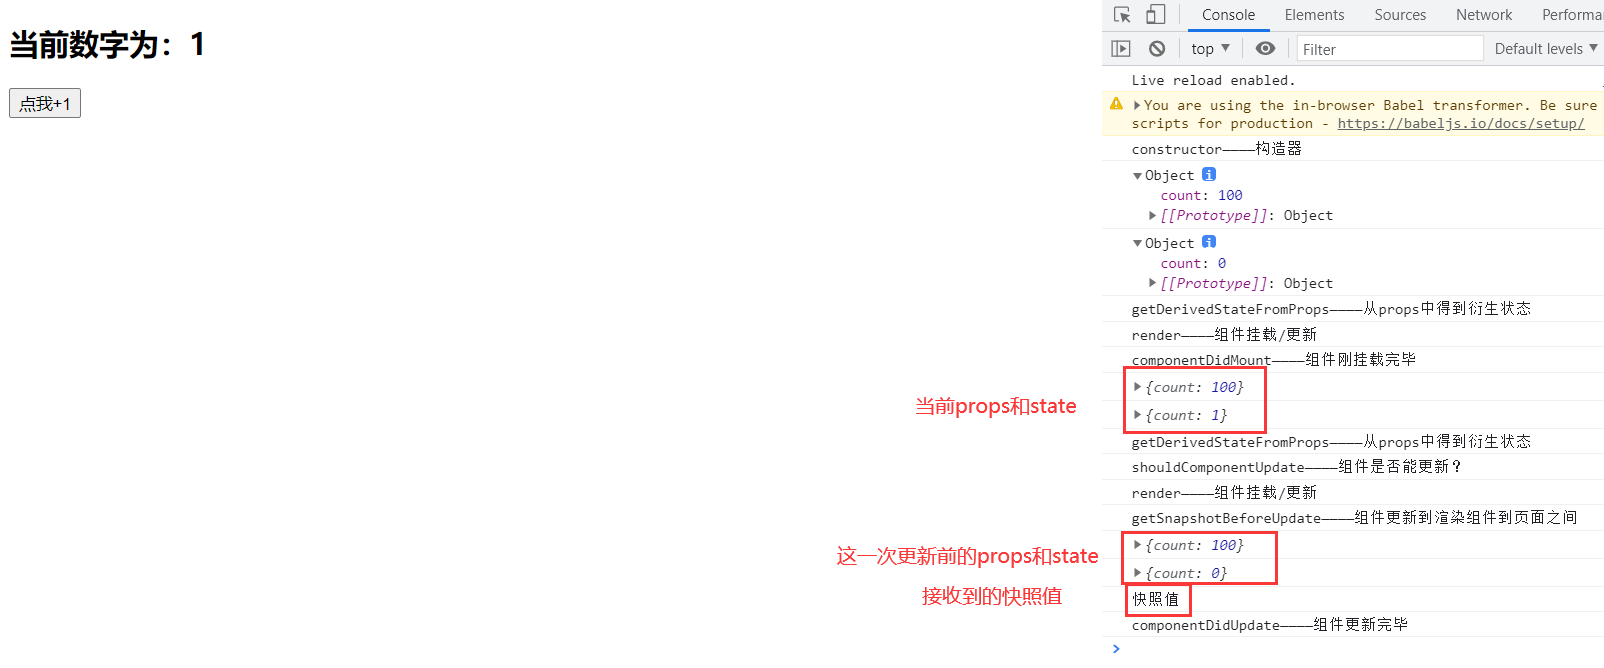 当前数字为：1
点我+1
当前props和state
这一次更新前的props和state
接收到的快照值
Console Elements Sources Network Performa
top Filter Default levels
Live reload enabled.
You are using the in-browser Babel transformer. Be sure
scripts for production - https://babeljs.io/docs/setup/
constructor————构造器
Object
count: 100
[[Prototype]]: Object
Object
count: 0
[[Prototype]]: Object
getDerivedStateFromProps————从props中得到衍生状态
render————组件挂载/更新
componentDidMount————组件刚挂载完毕
{count: 100}
{count: 1}
getDerivedStateFromProps————从props中得到衍生状态
shouldComponentUpdate————组件是否能更新？
render————组件挂载/更新
getSnapshotBeforeUpdate————组件更新到渲染组件到页面之间
{count: 100}
{count: 0}
快照值
componentDidUpdate————组件更新完毕